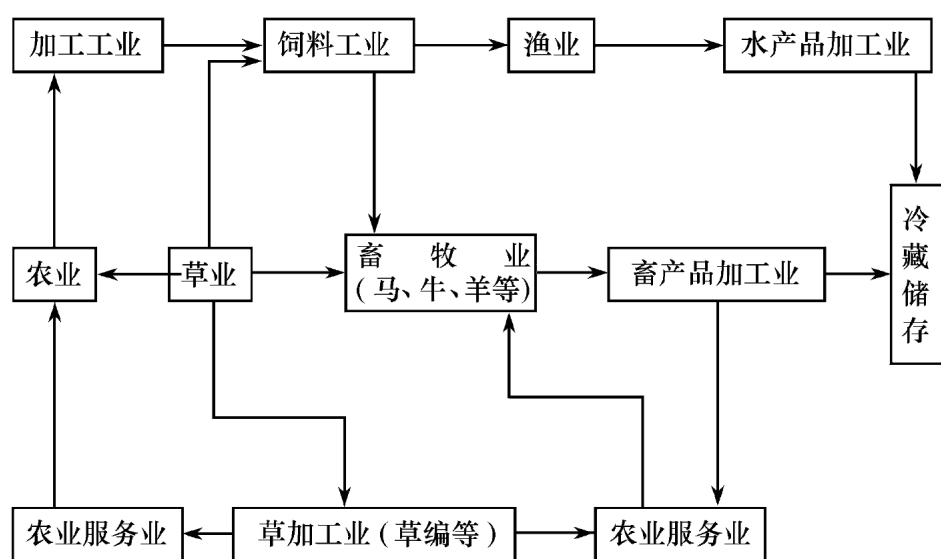 加工工业
饲料工业
渔业
水产品加工业
冷藏储存
农业
草业
畜牧业
(马、牛、羊等)
畜产品加工业
农业服务业
草加工业(草编等)
农业服务业